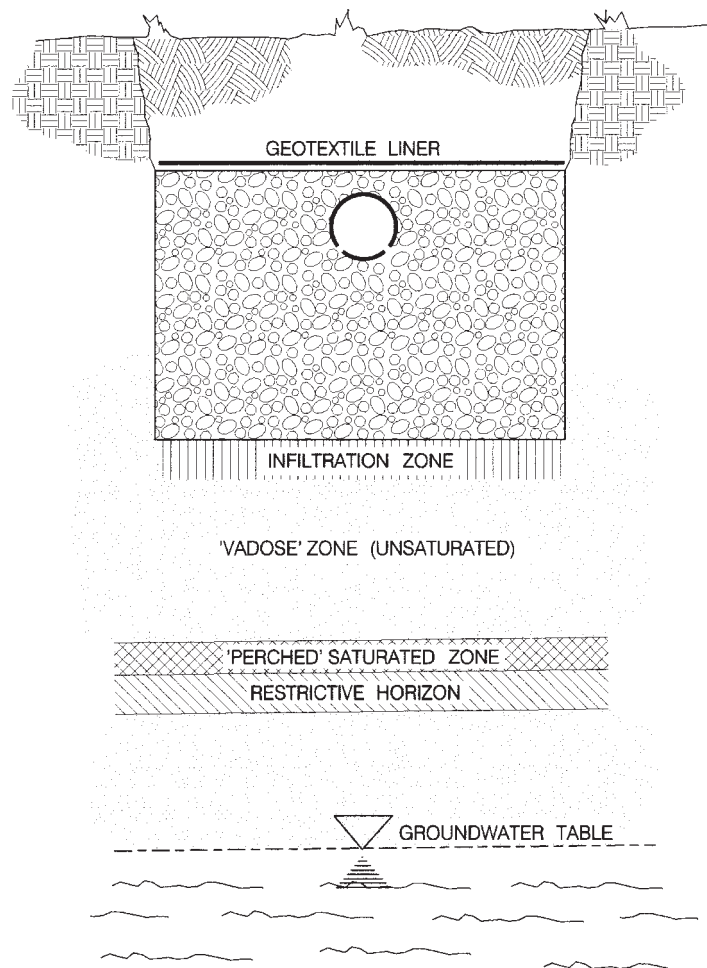 GEOTEXTILE LINER
INFILTRATION ZONE
'VADOSE' ZONE (UNSATURATED)
'PERCHED' SATURATED ZONE
RESTRICTIVE HORIZON
GROUNDWATER TABLE